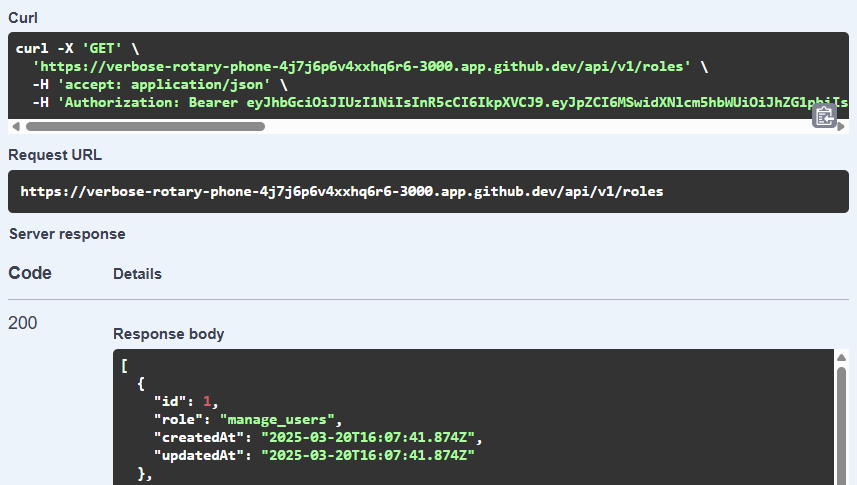 Curl
curl -X 'GET' \
'https://verbose-rotary-phone-4j7j6p6v4xxhq6r6-3000.app.github.dev/api/v1/roles' \
-H 'accept: application/json' \
-H 'Authorization: Bearer eyJhbGciOiJIUzI1NiIsInR5cCI6IkpXVCJ9.eyJpZCI6MSwidXNlcm5hbWUiOiJhZG1pbiIs
Request URL
https://verbose-rotary-phone-4j7j6p6v4xxhq6r6-3000.app.github.dev/api/v1/roles
Server response
Code Details
200
Response body
[
{
"id": 1,
"role": "manage_users",
"createdAt": "2025-03-20T16:07:41.874Z",
"updatedAt": "2025-03-20T16:07:41.874Z"
},